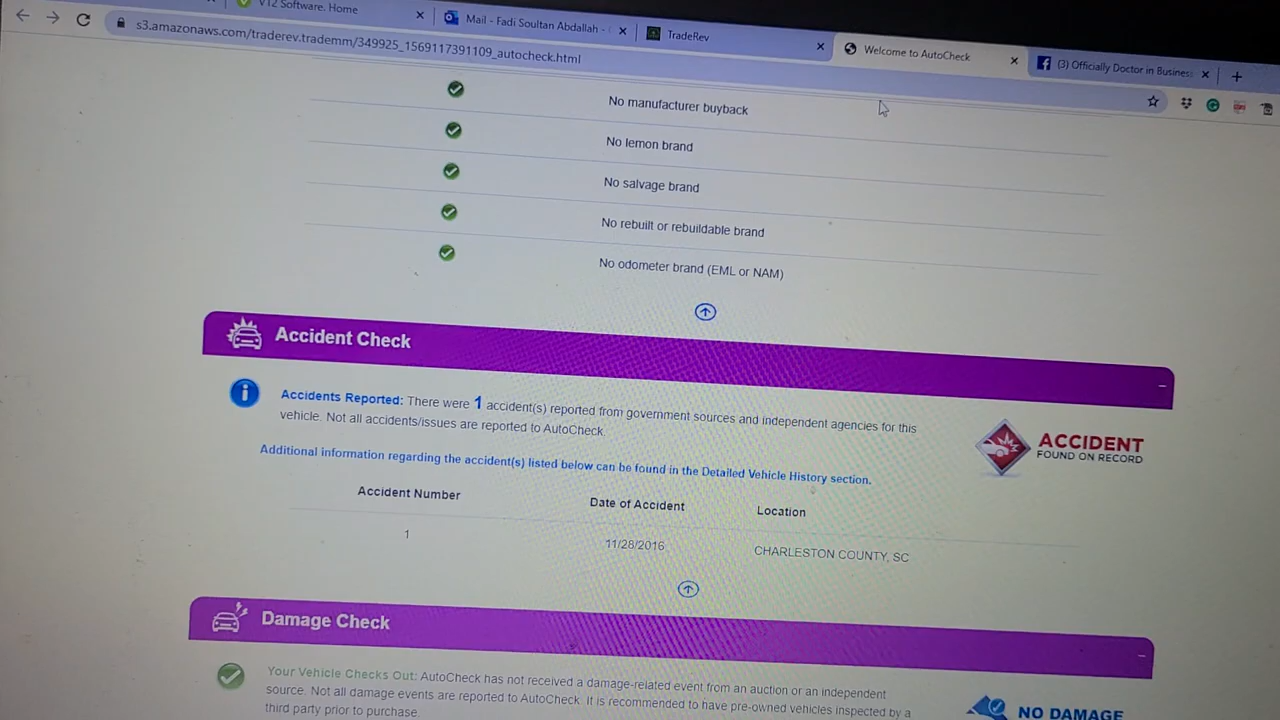 V12 Software. Home
Mail - Fadi Soultan Abdallah -
TradeRev
Welcome to AutoCheck
(3) Officially Doctor in Busines
s3.amazonaws.com/traderev.trademm/349925_1569117391109_autocheck.html
No manufacturer buyback
No lemon brand
No salvage brand
No rebuilt or rebuildable brand
No odometer brand (EML or NAM)
Accident Check
Accidents Reported: There were 1 accident(s) reported from government sources and independent agencies for this
vehicle. Not all accidents/issues are reported to AutoCheck.
ACCIDENT
FOUND ON RECORD
Additional information regarding the accident(s) listed below can be found in the Detailed Vehicle History section.
Accident Number Date of Accident Location
1 11/28/2016 CHARLESTON COUNTY, SC
Damage Check
Your Vehicle Checks Out: AutoCheck has not received a damage-related event from an auction or an independent
source. Not all damage events are reported to AutoCheck. It is recommended to have pre-owned vehicles inspected by a
third party prior to purchase.
NO DAMAGE